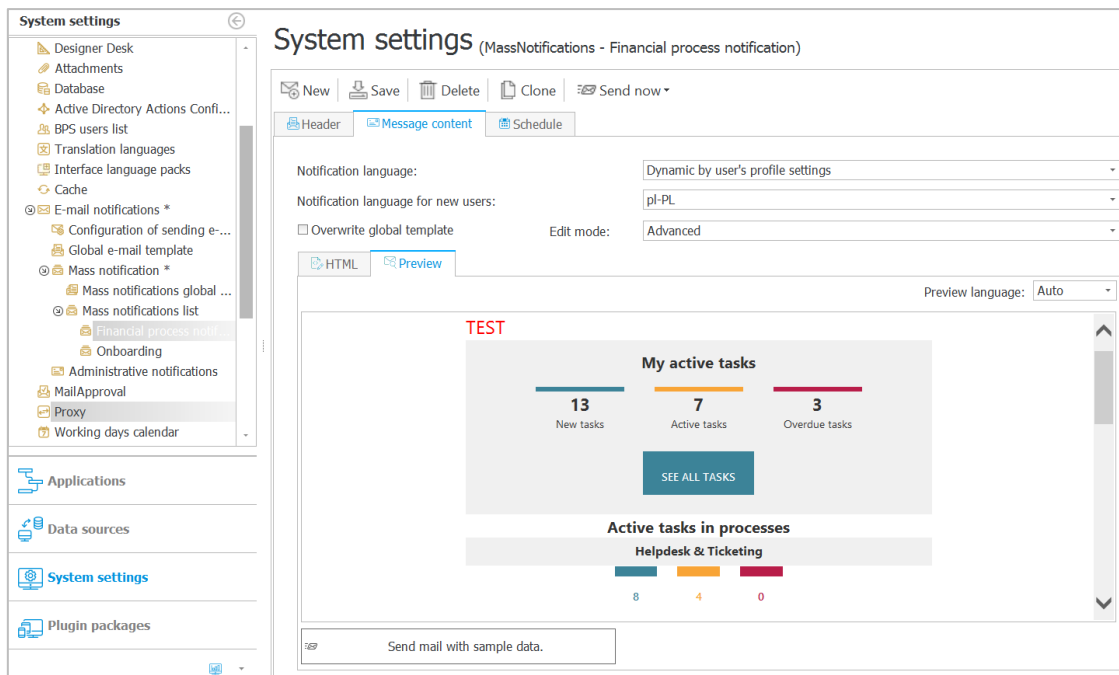 System settings
Designer Desk
Attachments
Database
Active Directory Actions Confi...
BPS users list
Translation languages
Interface language packs
Cache
E-mail notifications *
Configuration of sending e-...
Global e-mail template
Mass notification *
Mass notifications global ...
Mass notifications list
Financial process notif...
Onboarding
Administrative notifications
MailApproval
Proxy
Working days calendar
Applications
Data sources
System settings
Plugin packages
System settings (MassNotifications - Financial process notification)
New Save Delete Clone Send now
Header Message content Schedule
Notification language: Dynamic by user's profile settings
Notification language for new users: pl-PL
Overwrite global template Edit mode: Advanced
HTML Preview
Preview language: Auto
TEST
My active tasks
13 7 3
New tasks Active tasks Overdue tasks
SEE ALL TASKS
Active tasks in processes
Helpdesk & Ticketing
8 4 0
Send mail with sample data.